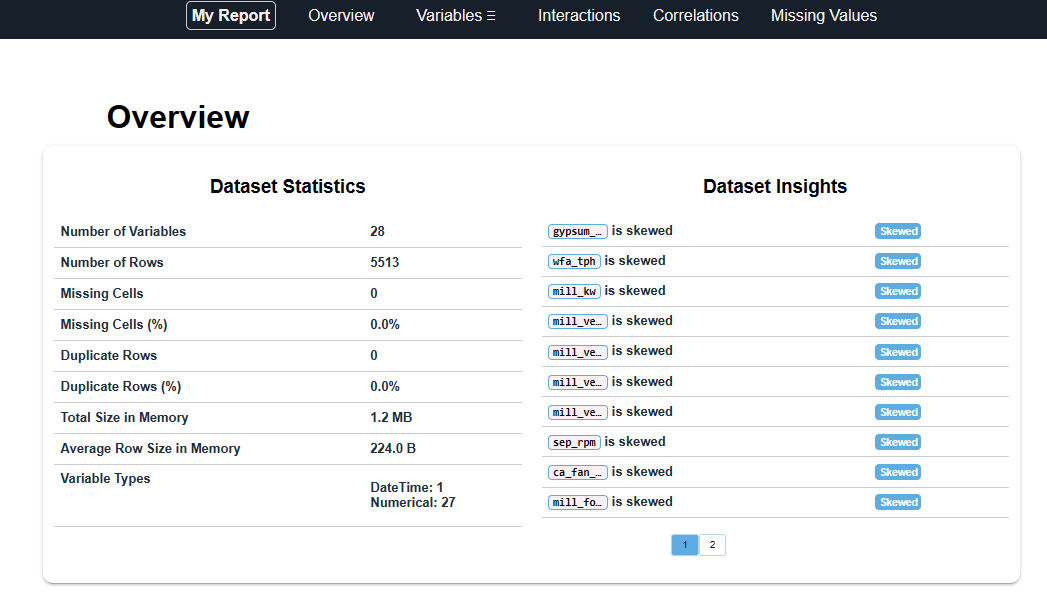 My Report Overview Variables ☰ Interactions Correlations Missing Values
Overview
Dataset Statistics
Number of Variables 28
Number of Rows 5513
Missing Cells 0
Missing Cells (%) 0.0%
Duplicate Rows 0
Duplicate Rows (%) 0.0%
Total Size in Memory 1.2 MB
Average Row Size in Memory 224.0 B
Variable Types DateTime: 1
Numerical: 27
Dataset Insights
gypsum_… is skewed Skewed
wfa_tph is skewed Skewed
mill_kw is skewed Skewed
mill_ve… is skewed Skewed
mill_ve… is skewed Skewed
mill_ve… is skewed Skewed
mill_ve… is skewed Skewed
sep_rpm is skewed Skewed
ca_fan_… is skewed Skewed
mill_fo… is skewed Skewed
1 2